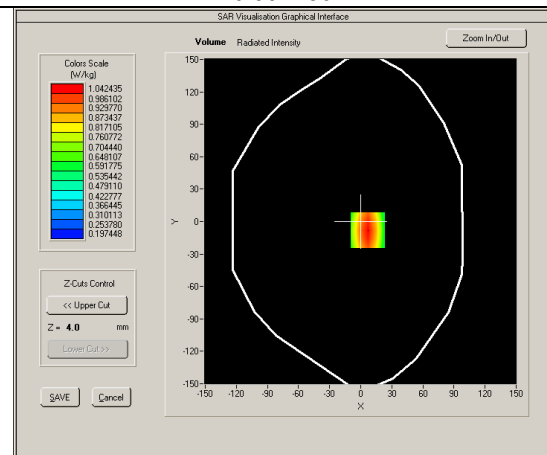 SAR Visualisation Graphical Interface
Volume Radiated Intensity
Zoom In/Out
Colors Scale
(W/kg)
1.042435
0.986102
0.929770
0.873437
0.817105
0.760772
0.704440
0.648107
0.591775
0.535442
0.479110
0.422777
0.366445
0.310113
0.253780
0.197448
Z-Cuts Control
<< Upper Cut
Z = 4.0 mm
Lower Cut >>
SAVE Cancel
150
120
90
60
30
0
-30
-60
-90
-120
-150
Y
-150 -120 -90 -60 -30 0 30 60 90 120 150
X